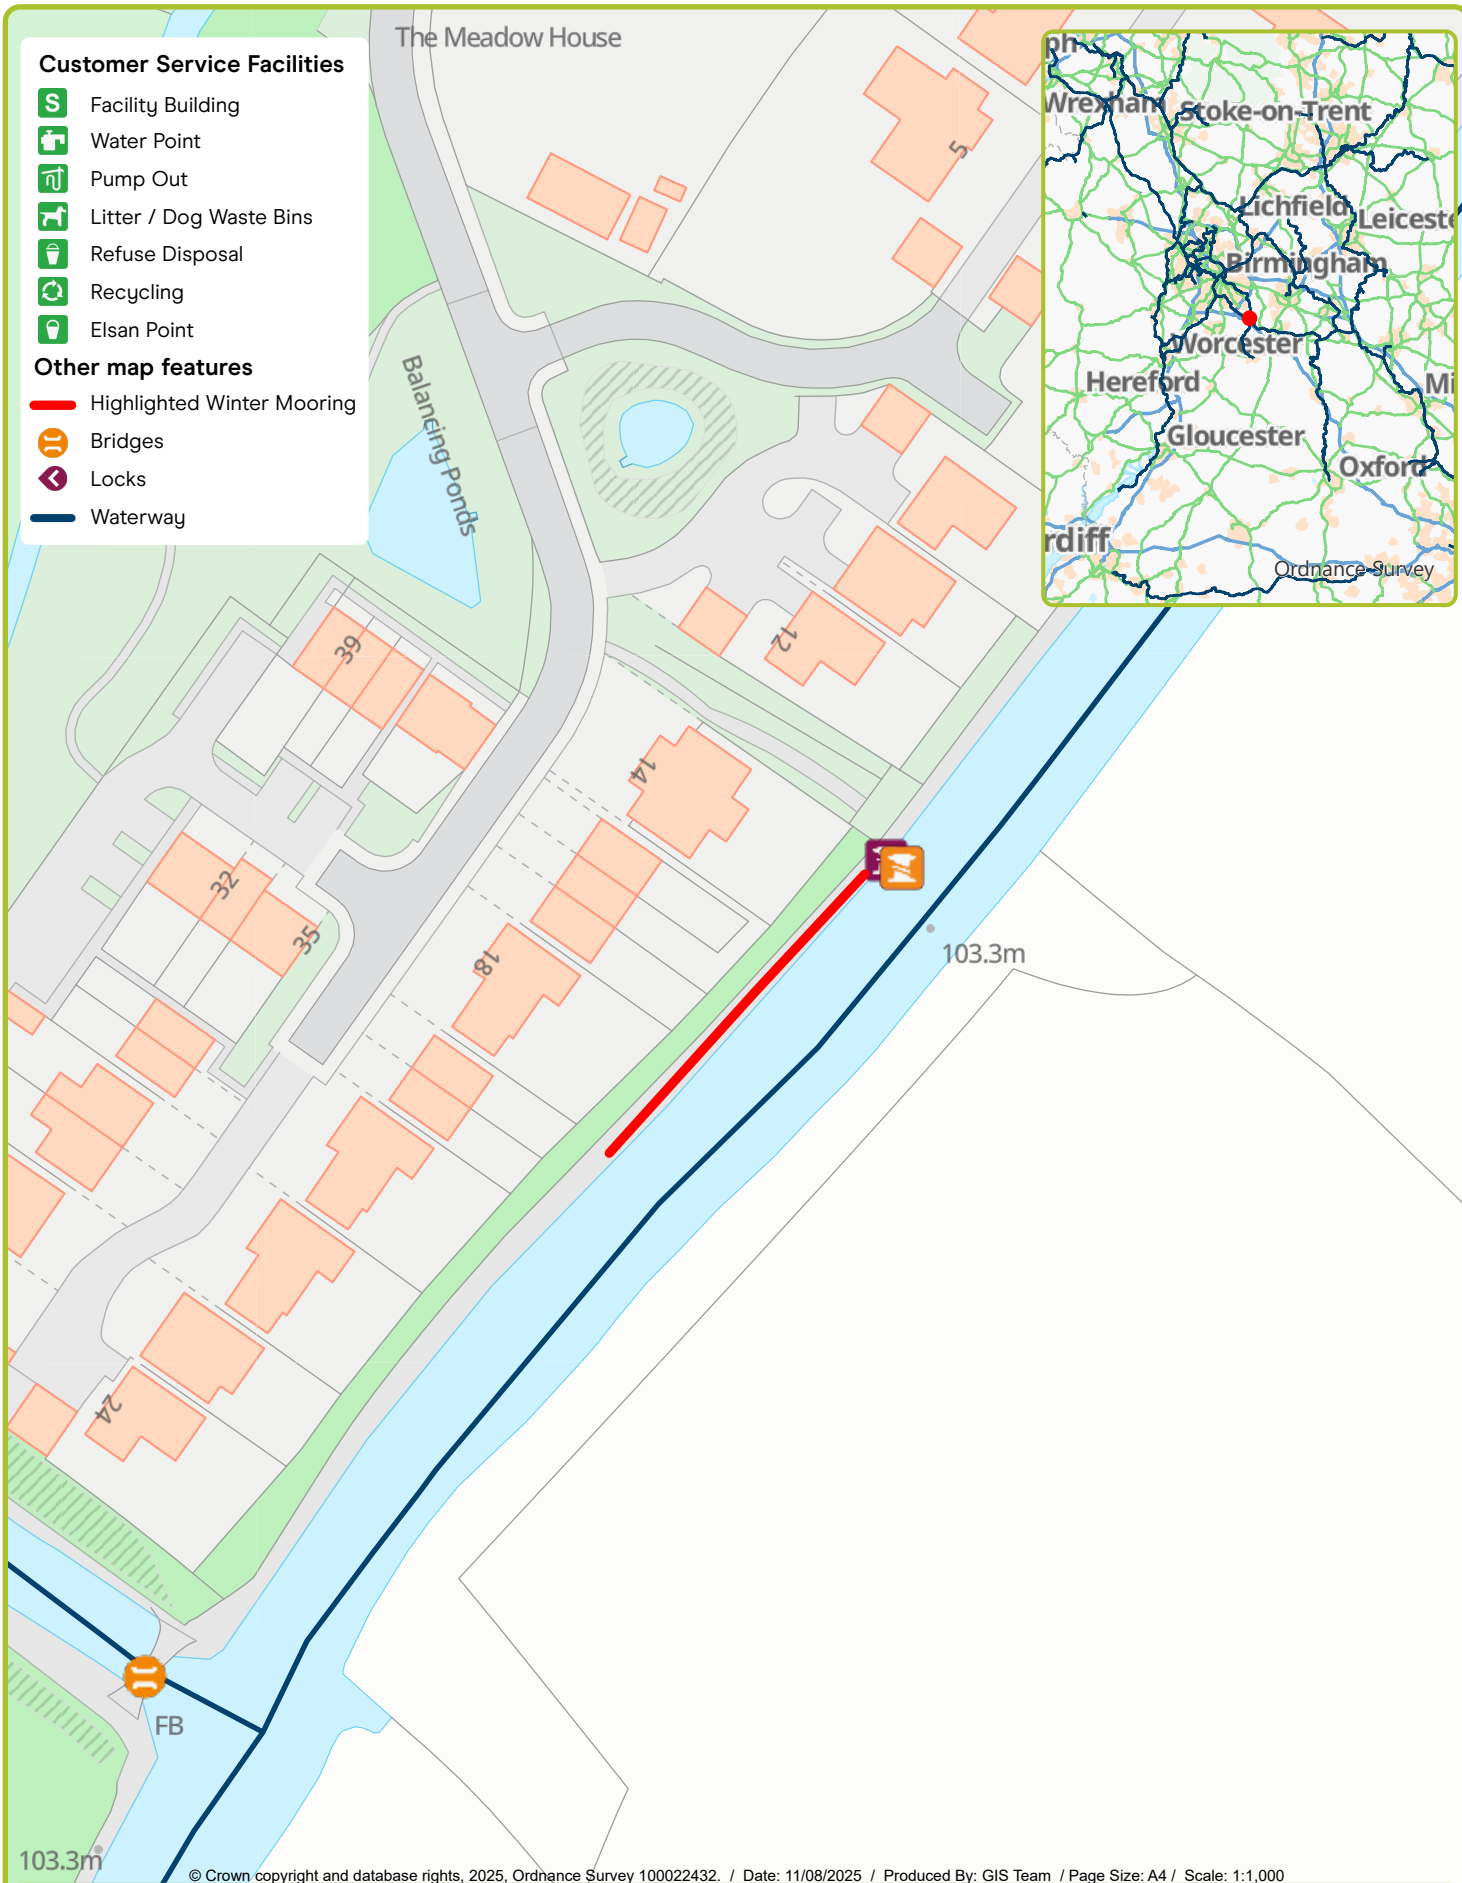 The Meadow House
Customer Service Facilities
S
Facility Building
Water Point
Pump Out
Litter / Dog Waste Bins
Refuse Disposal
Recycling
Elsan Point
Other map features
Highlighted Winter Mooring
Bridges
Locks
Waterway
ph
Wrexham
Stoke-on-Trent
Lichfield
Leiceste
Birmingham
Worcester
Hereford
Mi
Gloucester
Oxford
rdiff
Ordnance Survey
5
Balancing Ponds
12
39
14
32
35
18
103.3m
24
FB
103.3m
© Crown copyright and database rights, 2025, Ordnance Survey 100022432. / Date: 11/08/2025 / Produced By: GIS Team / Page Size: A4 / Scale: 1:1,000